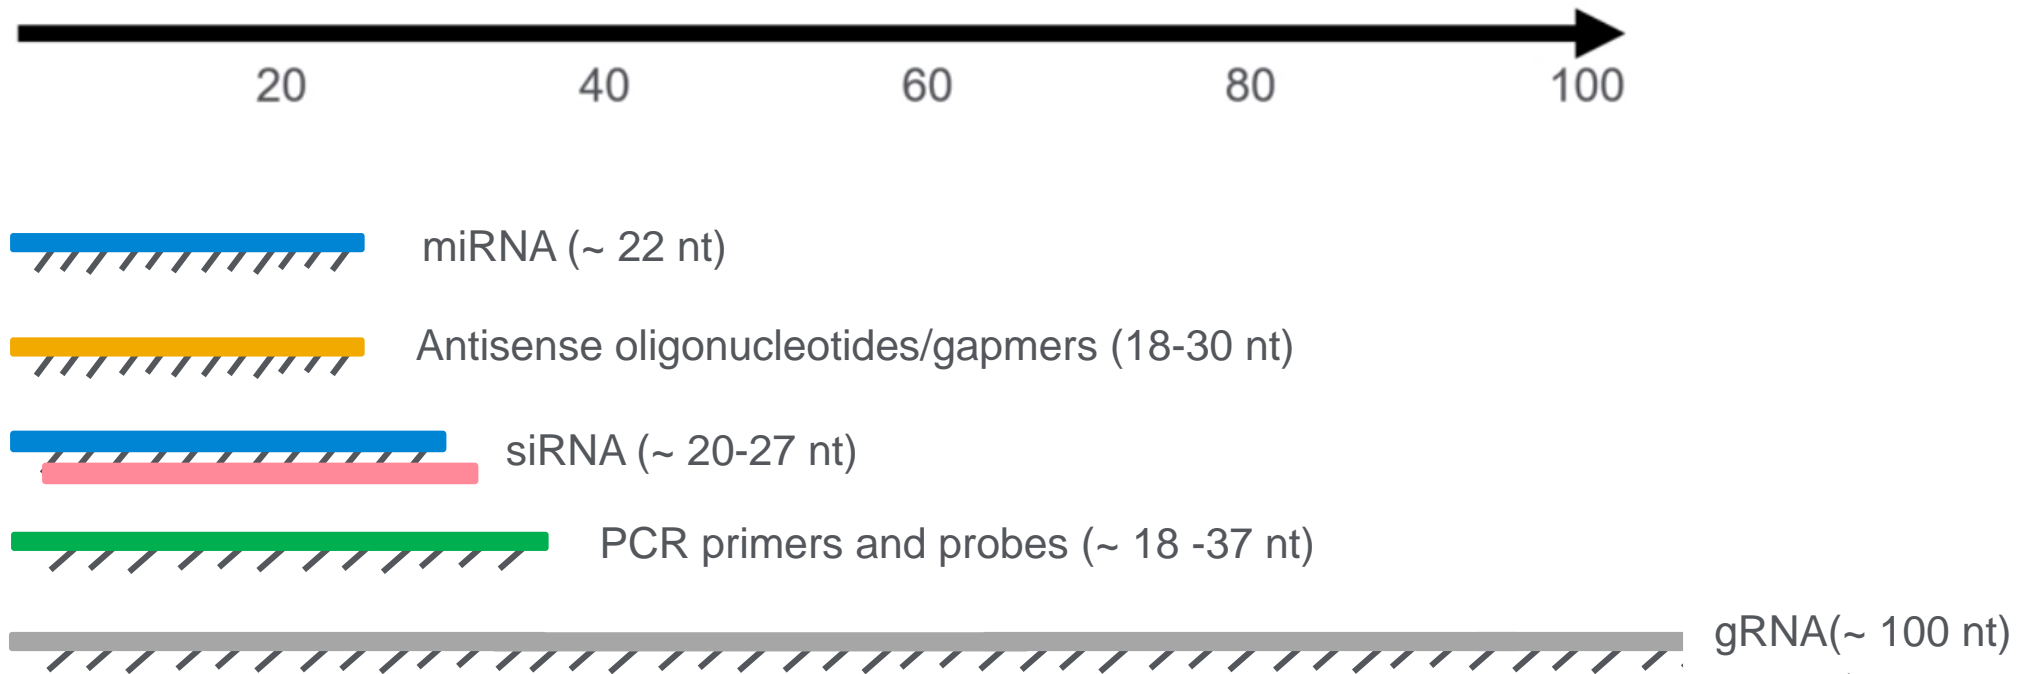 20 40 60 80 100
miRNA (~ 22 nt)
Antisense oligonucleotides/gapmers (18-30 nt)
siRNA (~ 20-27 nt)
PCR primers and probes (~ 18 -37 nt)
gRNA(~ 100 nt)